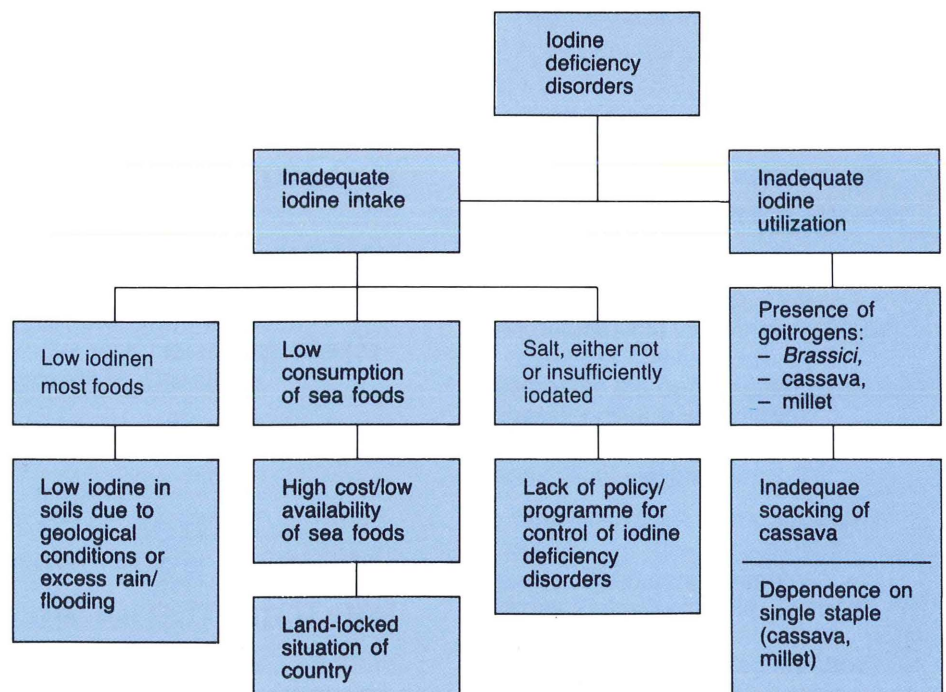 Iodine
deficiency
disorders
Inadequate
iodine intake
Inadequate
iodine
utilization
Low iodinen
most foods
Low
consumption
of sea foods
Salt, either not
or insufficiently
iodated
Presence of
goitrogens:
– Brassici,
– cassava,
– millet
Low iodine in
soils due to
geological
conditions or
excess rain/
flooding
High cost/low
availability
of sea foods
Lack of policy/
programme for
control of iodine
deficiency
disorders
Inadequae
soacking of
cassava
Dependence on
single staple
(cassava,
millet)
Land-locked
situation of
country